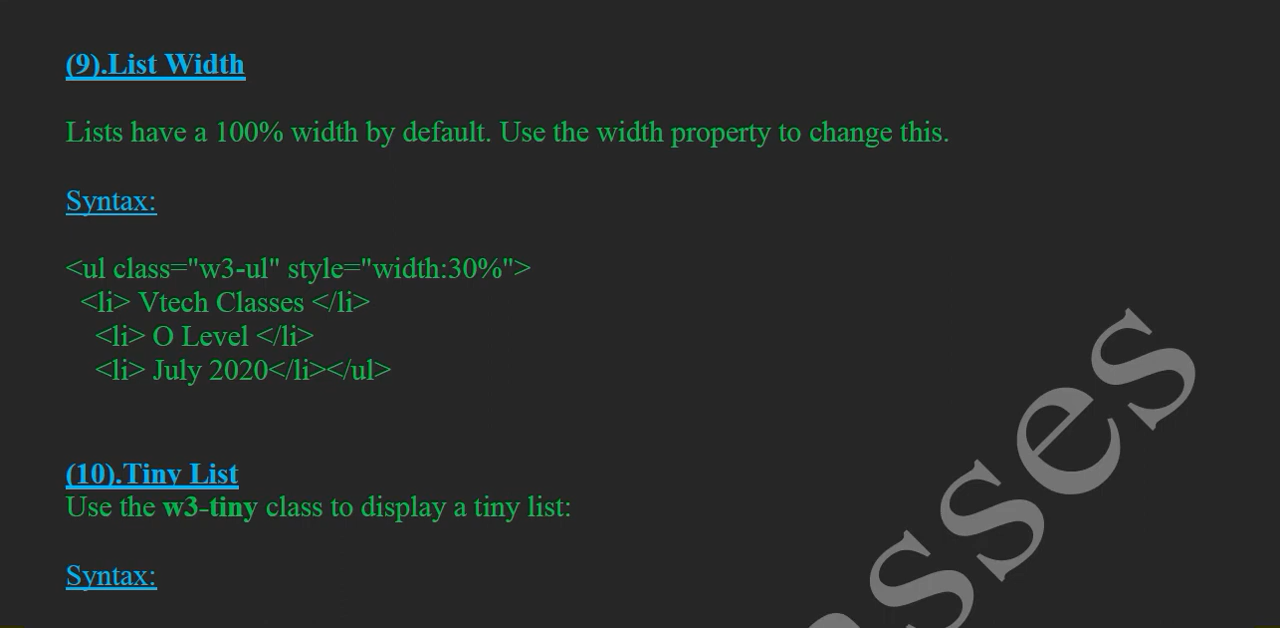 (9).List Width
Lists have a 100% width by default. Use the width property to change this.
Syntax:
<ul class="w3-ul" style="width:30%">
<li> Vtech Classes </li>
<li> O Level </li>
<li> July 2020</li></ul>
(10).Tiny List
Use the w3-tiny class to display a tiny list:
Syntax: